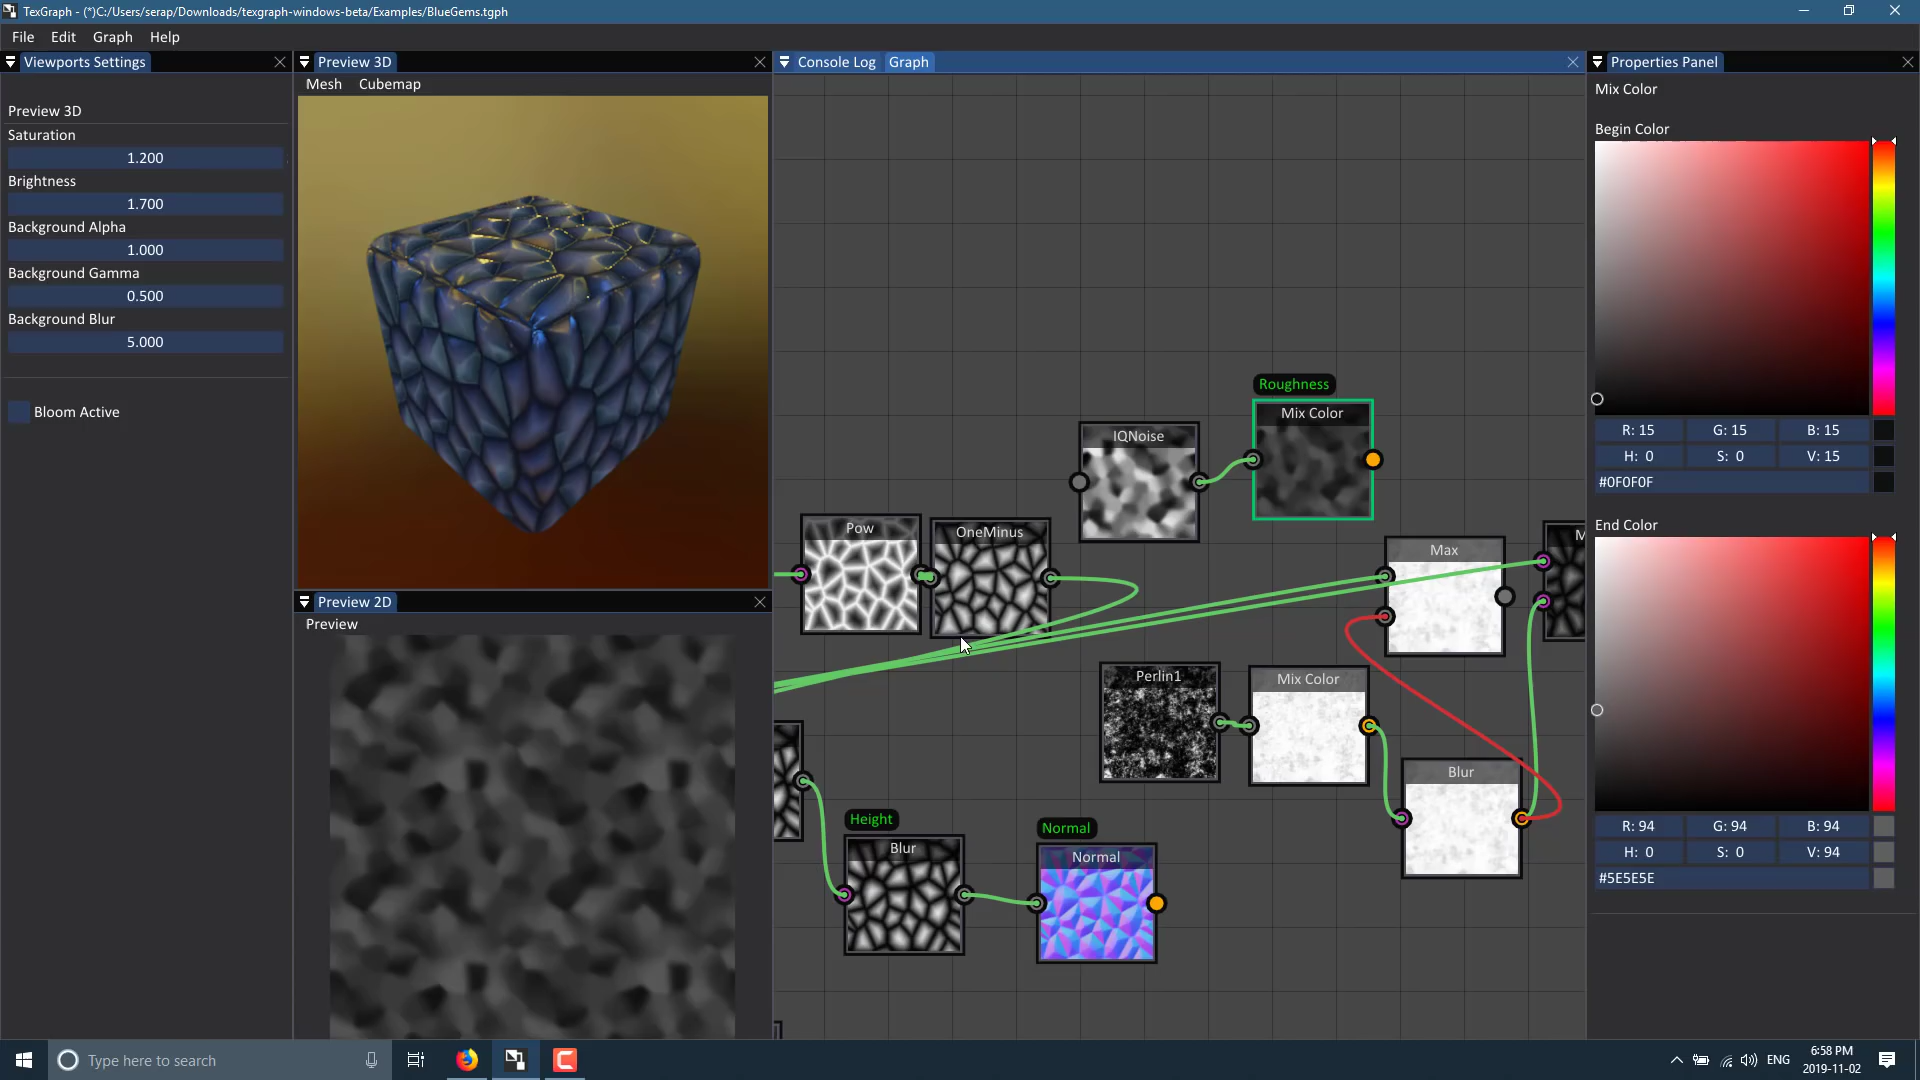 TexGraph - (*)C:/Users/serap/Downloads/texgraph-windows-beta/Examples/BlueGems.tgph
File Edit Graph Help
Viewports Settings
Preview 3D
Saturation
1.200
Brightness
1.700
Background Alpha
1.000
Background Gamma
0.500
Background Blur
5.000
Bloom Active
Preview 3D
Mesh Cubemap
Preview 2D
Preview
Console Log Graph
Roughness
Mix Color
IQNoise
Pow
OneMinus
Max
M
Perlin1
Mix Color
Blur
Height
Blur
Normal
Normal
Properties Panel
Mix Color
Begin Color
R: 15 G: 15 B: 15
H: 0 S: 0 V: 15
#0F0F0F
End Color
R: 94 G: 94 B: 94
H: 0 S: 0 V: 94
#5E5E5E
Type here to search
ENG
6:58 PM
2019-11-02